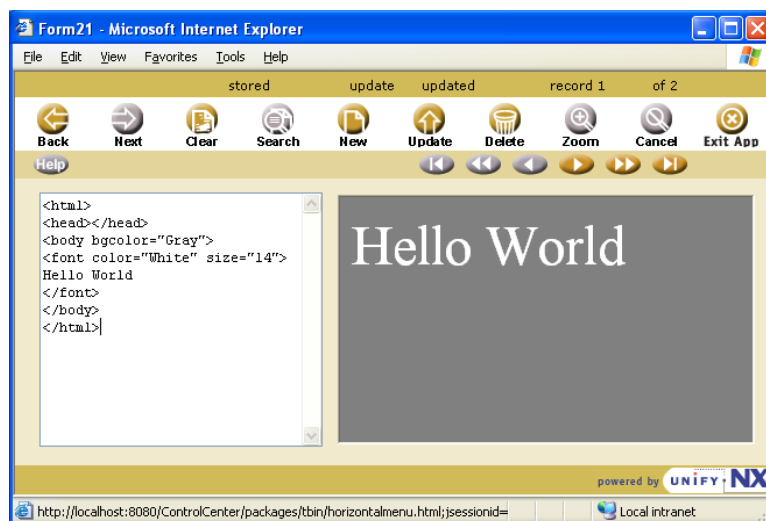 Form21 - Microsoft Internet Explorer
File Edit View Favorites Tools Help
stored update updated record 1 of 2
Back Next Clear Search New Update Delete Zoom Cancel Exit App
Help
<html>
<head></head>
<body bgcolor="Gray">
<font color="White" size="14">
Hello World
</font>
</body>
</html>
Hello World
powered by UNIFY NX
http://localhost:8080/ControlCenter/packages/tbin/horizontalmenu.html;jsessionid= Local intranet